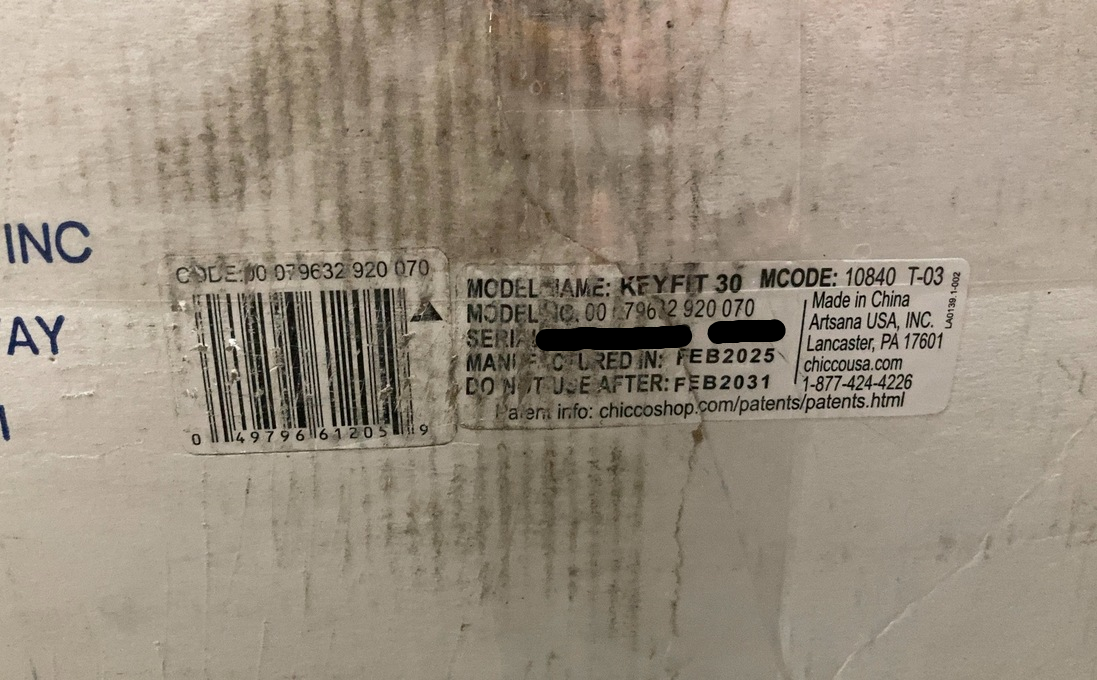 INC
AY
CODE:00 079632 920 070
0 49796 61205 9
MODEL NAME: KEYFIT 30 MCODE: 10840 T-03
MODEL NO. 00 079632 920 070
SERIAL
MANUFACTURED IN: FEB2025
DO NOT USE AFTER: FEB2031
Made in China
Artsana USA, INC.
Lancaster, PA 17601
chiccousa.com
1-877-424-4226
Patent info: chiccoshop.com/patents/patents.html
LA0139.1-002